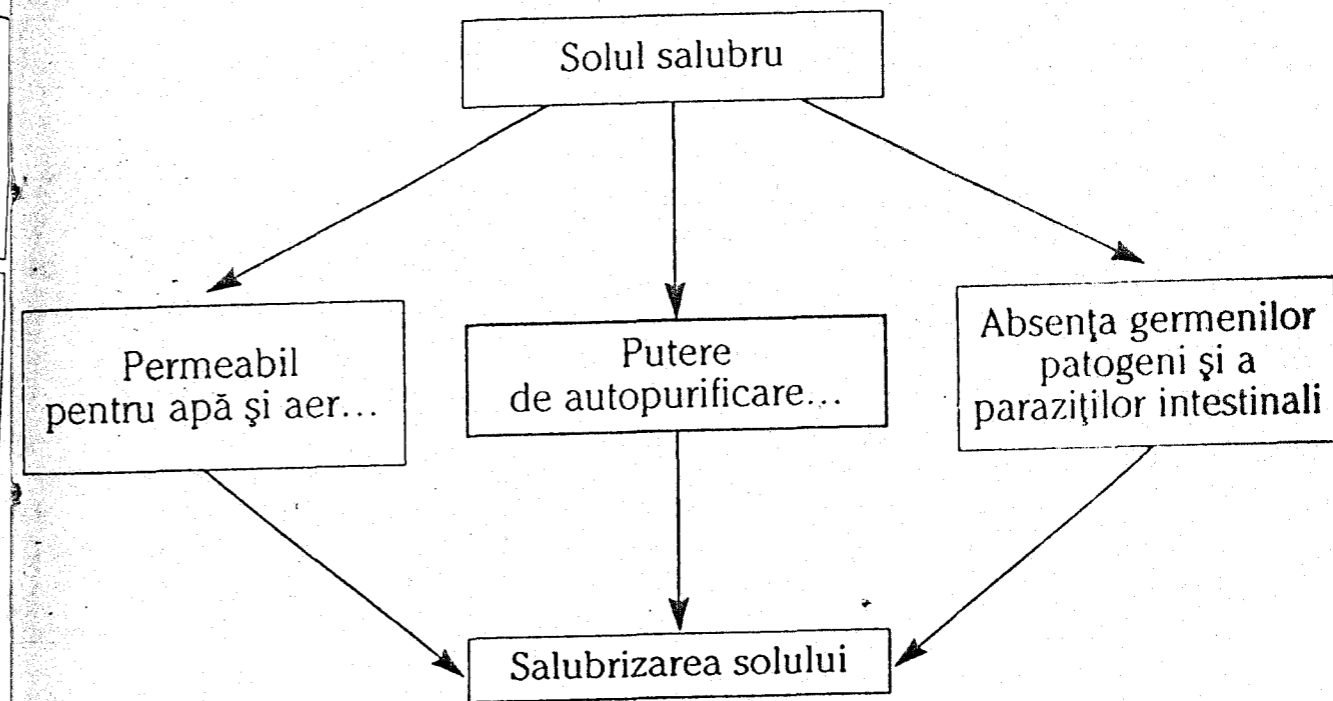 Solul salubru
Permeabil
pentru apă şi aer...
Putere
de autopurificare...
Absenţa germenilor
patogeni şi a
paraziţilor intestinali
Salubrizarea solului